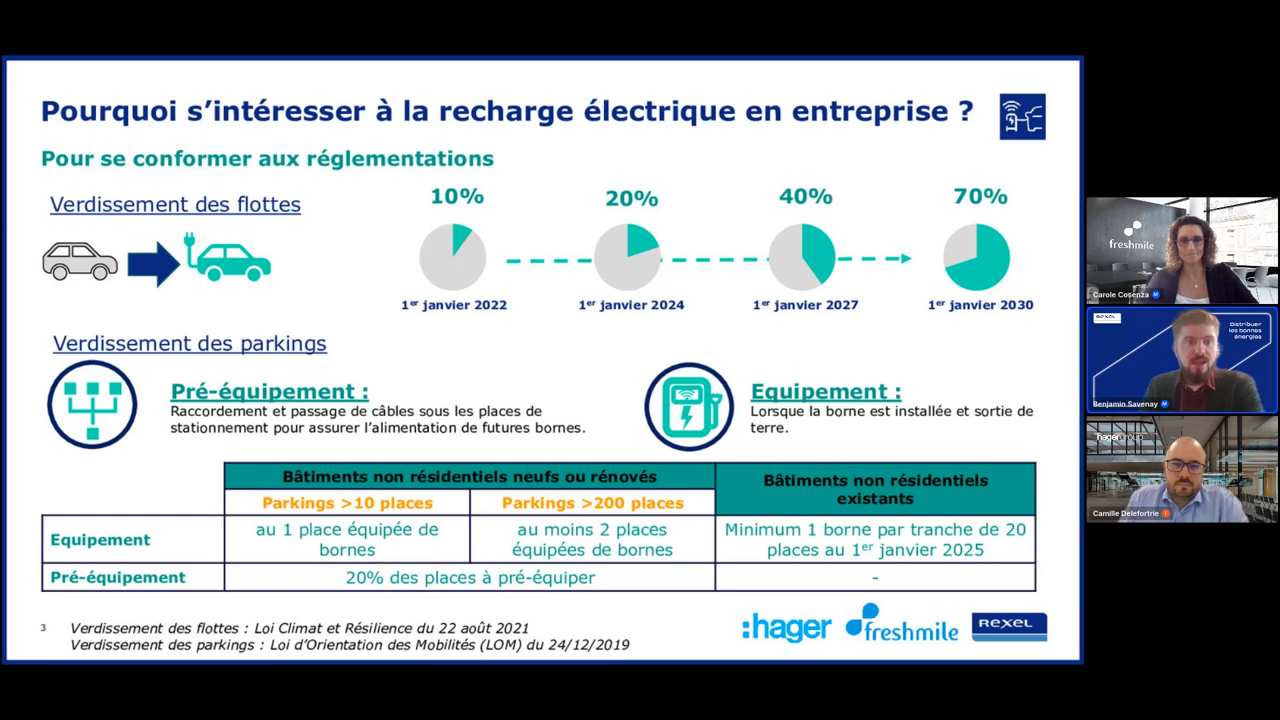 Pourquoi s’intéresser à la recharge électrique en entreprise ?
Pour se conformer aux réglementations
Verdissement des flottes
10%
20%
40%
70%
1er janvier 2022
1er janvier 2024
1er janvier 2027
1er janvier 2030
Verdissement des parkings
Pré-équipement :
Raccordement et passage de câbles sous les places de
stationnement pour assurer l’alimentation de futures bornes.
Equipement :
Lorsque la borne est installée et sortie de
terre.
Bâtiments non résidentiels neufs ou rénovés
Bâtiments non résidentiels
existants
Parkings >10 places
Parkings >200 places
Equipement
au 1 place équipée de
bornes
au moins 2 places
équipées de bornes
Minimum 1 borne par tranche de 20
places au 1er janvier 2025
Pré-équipement
20% des places à pré-équiper
-
3
Verdissement des flottes : Loi Climat et Résilience du 22 août 2021
Verdissement des parkings : Loi d’Orientation des Mobilités (LOM) du 24/12/2019
:hager
freshmile
REXEL
freshmile
Carole Cosenza
REXEL
Distribuer
les bonnes
énergies
Benjamin Savenay
:hagergroup
Camille Delefortrie